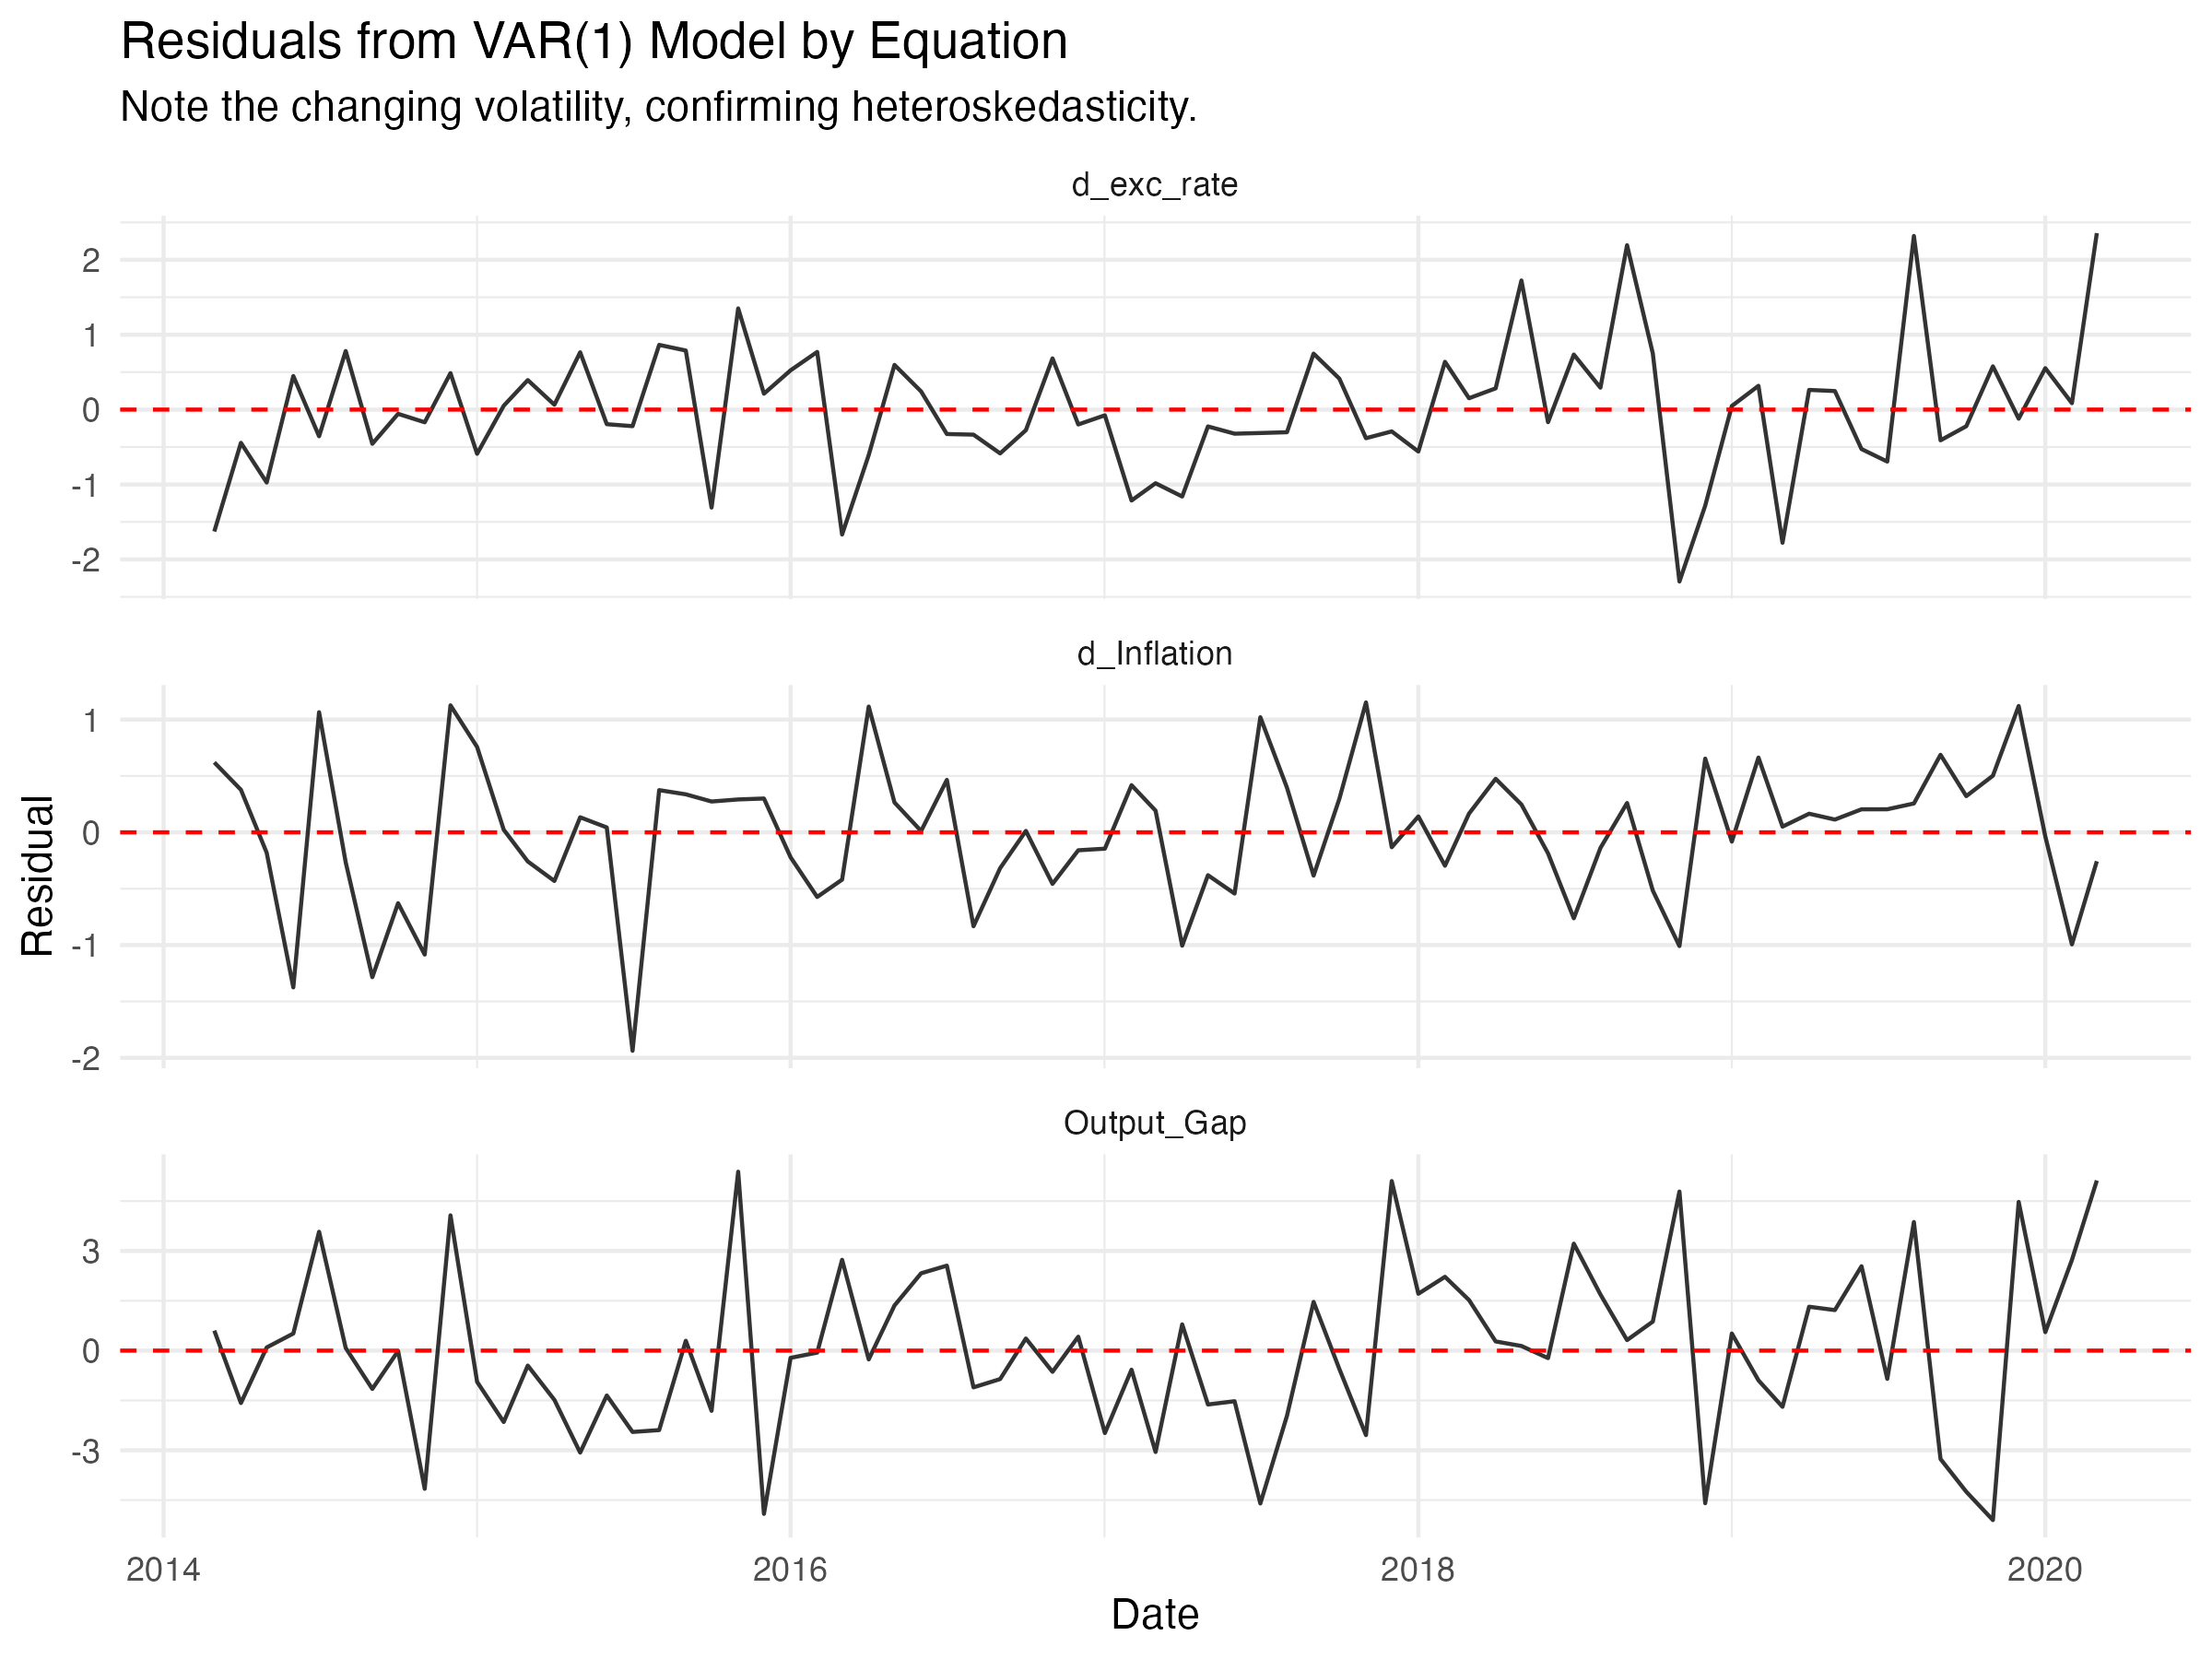 Residuals from VAR(1) Model by Equation
Note the changing volatility, confirming heteroskedasticity.
d_exc_rate
2
1
0
-1
-2
d_Inflation
1
0
-1
-2
Residual
Output_Gap
3
0
-3
2014 2016 2018 2020
Date